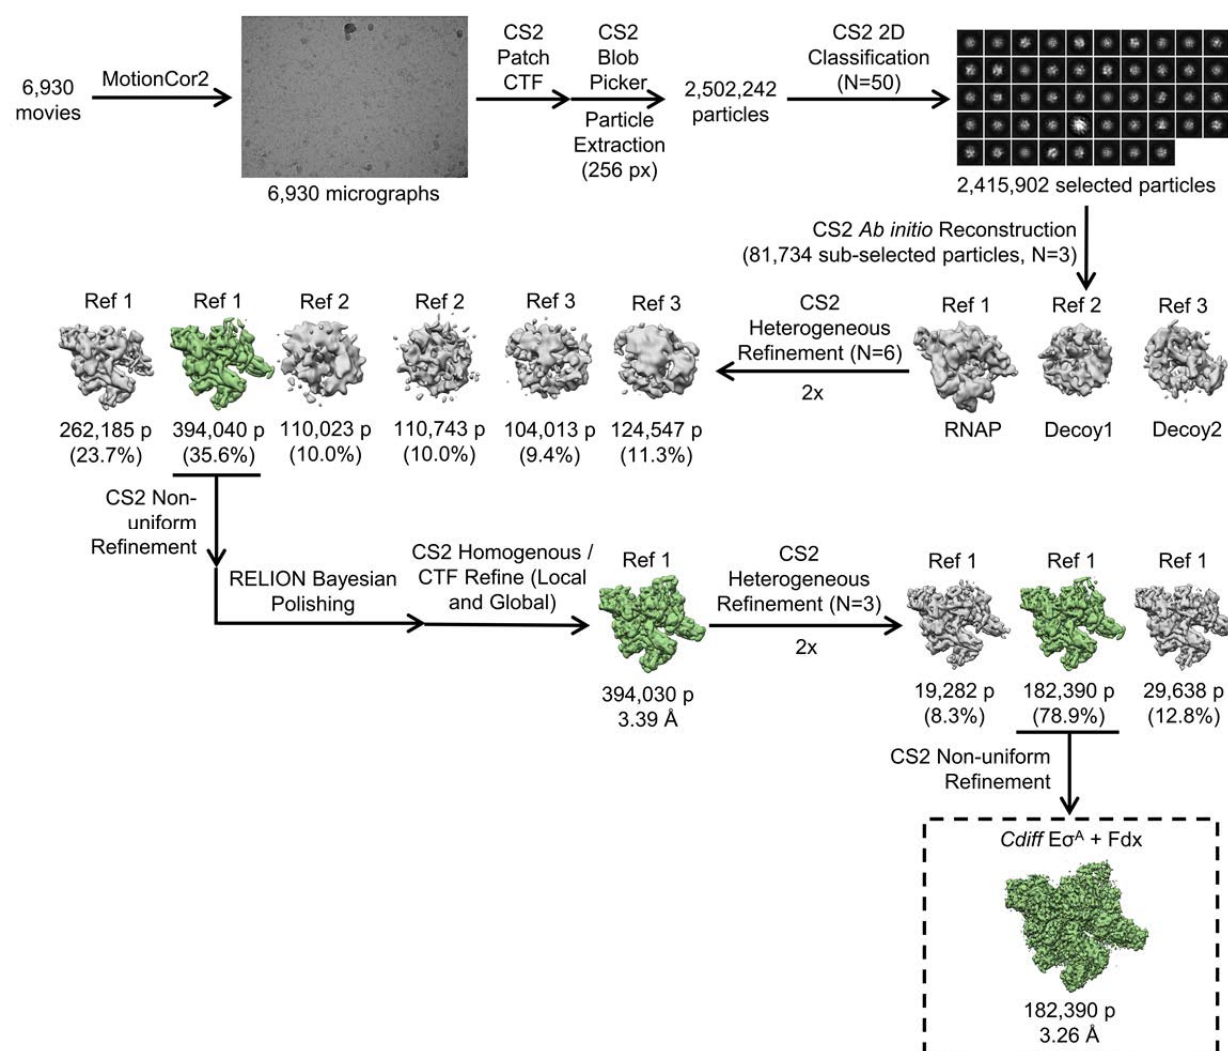 6,930
movies
MotionCor2
6,930 micrographs
CS2
Patch
CTF
CS2
Blob
Picker
Particle
Extraction
(256 px)
2,502,242
particles
CS2 2D
Classification
(N=50)
2,415,902 selected particles
CS2 Ab initio Reconstruction
(81,734 sub-selected particles, N=3)
Ref 1
Ref 2
Ref 3
RNAP
Decoy1
Decoy2
CS2
Heterogeneous
Refinement (N=6)
2x
Ref 1
Ref 1
Ref 2
Ref 2
Ref 3
Ref 3
262,185 p
(23.7%)
394,040 p
(35.6%)
110,023 p
(10.0%)
110,743 p
(10.0%)
104,013 p
(9.4%)
124,547 p
(11.3%)
CS2 Non-
uniform
Refinement
RELION Bayesian
Polishing
CS2 Homogenous /
CTF Refine (Local
and Global)
Ref 1
394,030 p
3.39 Å
CS2
Heterogeneous
Refinement (N=3)
2x
Ref 1
Ref 1
Ref 1
19,282 p
(8.3%)
182,390 p
(78.9%)
29,638 p
(12.8%)
CS2 Non-uniform
Refinement
Cdiff Eσᴬ + Fdx
182,390 p
3.26 Å